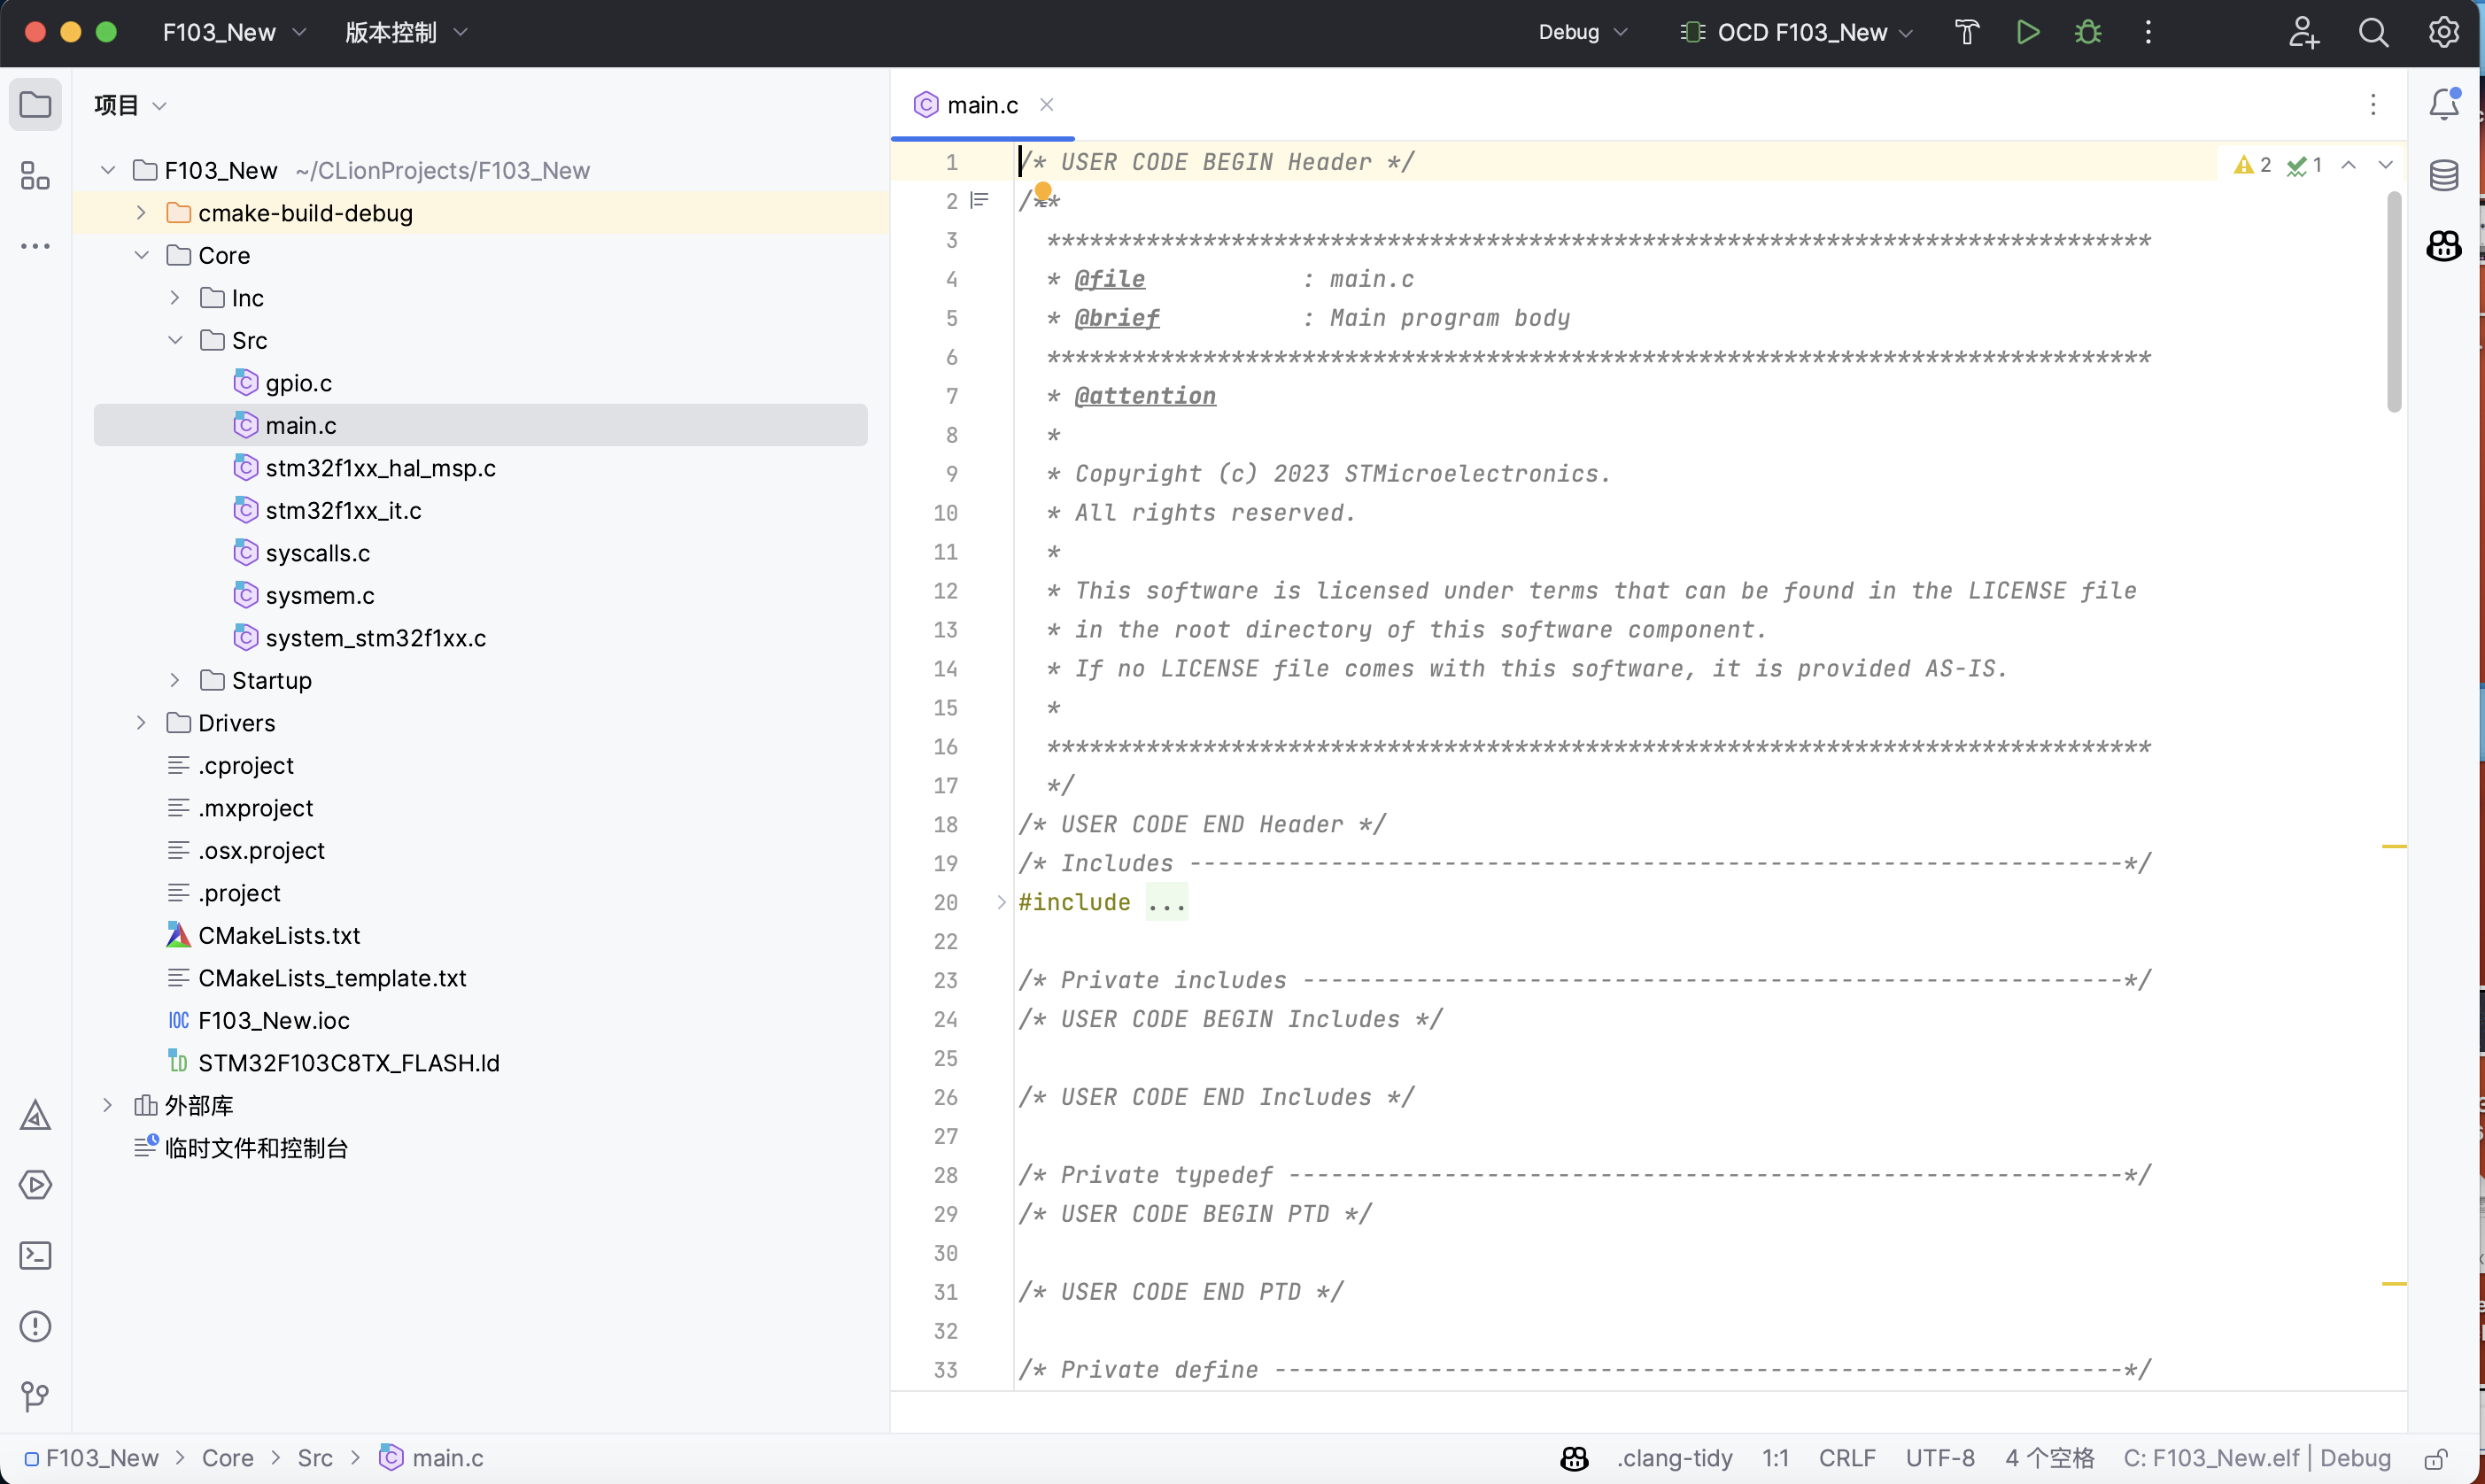 F103_New
版本控制
Debug
OCD F103_New
项目
main.c
F103_New ~/CLionProjects/F103_New
cmake-build-debug
Core
Inc
Src
gpio.c
main.c
stm32f1xx_hal_msp.c
stm32f1xx_it.c
syscalls.c
sysmem.c
system_stm32f1xx.c
Startup
Drivers
.cproject
.mxproject
.osx.project
.project
CMakeLists.txt
CMakeLists_template.txt
IOC F103_New.ioc
LD STM32F103C8TX_FLASH.ld
外部库
临时文件和控制台
2 1
1 /* USER CODE BEGIN Header */
2 /**
3 ******************************************************************************
4 * @file : main.c
5 * @brief : Main program body
6 ******************************************************************************
7 * @attention
8 *
9 * Copyright (c) 2023 STMicroelectronics.
10 * All rights reserved.
11 *
12 * This software is licensed under terms that can be found in the LICENSE file
13 * in the root directory of this software component.
14 * If no LICENSE file comes with this software, it is provided AS-IS.
15 *
16 ******************************************************************************
17 */
18 /* USER CODE END Header */
19 /* Includes ------------------------------------------------------------------*/
20 #include ...
22
23 /* Private includes ----------------------------------------------------------*/
24 /* USER CODE BEGIN Includes */
25
26 /* USER CODE END Includes */
27
28 /* Private typedef -----------------------------------------------------------*/
29 /* USER CODE BEGIN PTD */
30
31 /* USER CODE END PTD */
32
33 /* Private define ------------------------------------------------------------*/
F103_New > Core > Src > main.c
.clang-tidy 1:1 CRLF UTF-8 4 个空格 C: F103_New.elf | Debug